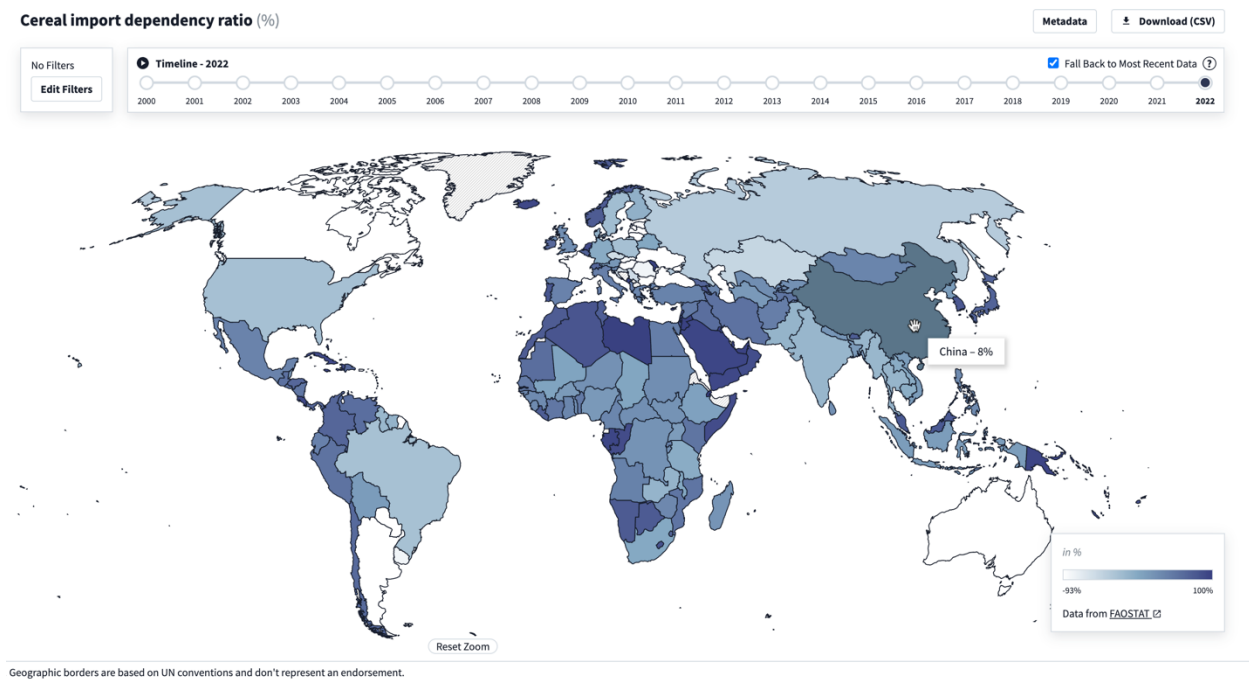 Cereal import dependency ratio (%)
Metadata
Download (CSV)
No Filters
Edit Filters
Timeline - 2022
Fall Back to Most Recent Data ?
2000 2001 2002 2003 2004 2005 2006 2007 2008 2009 2010 2011 2012 2013 2014 2015 2016 2017 2018 2019 2020 2021 2022
China – 8%
in %
-93% 100%
Data from FAOSTAT
Reset Zoom
Geographic borders are based on UN conventions and don't represent an endorsement.